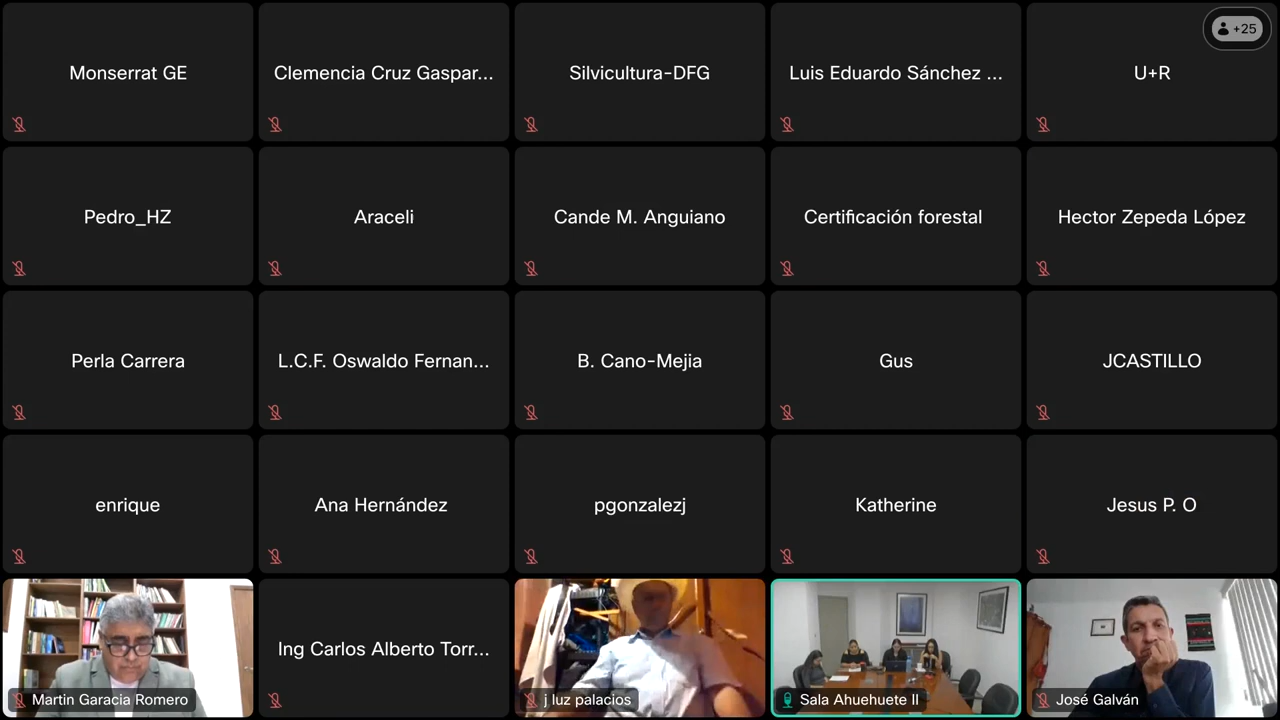 +25
Monserrat GE
Clemencia Cruz Gaspar...
Silvicultura-DFG
Luis Eduardo Sánchez ...
U+R
Pedro_HZ
Araceli
Cande M. Anguiano
Certificación forestal
Hector Zepeda López
Perla Carrera
L.C.F. Oswaldo Fernan...
B. Cano-Mejia
Gus
JCASTILLO
enrique
Ana Hernández
pgonzalezj
Katherine
Jesus P. O
Martin Garacia Romero
Ing Carlos Alberto Torr...
j luz palacios
Sala Ahuehuete II
José Galván